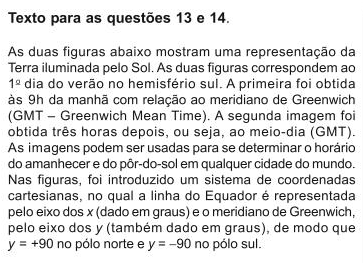 Texto para as questões 13 e 14.
As duas figuras abaixo mostram uma representação da
Terra iluminada pelo Sol. As duas figuras correspondem ao
1º dia do verão no hemisfério sul. A primeira foi obtida
às 9h da manhã com relação ao meridiano de Greenwich
(GMT – Greenwich Mean Time). A segunda imagem foi
obtida três horas depois, ou seja, ao meio-dia (GMT).
As imagens podem ser usadas para se determinar o horário
do amanhecer e do pôr-do-sol em qualquer cidade do mundo.
Nas figuras, foi introduzido um sistema de coordenadas
cartesianas, no qual a linha do Equador é representada
pelo eixo dos x (dado em graus) e o meridiano de Greenwich,
pelo eixo dos y (também dado em graus), de modo que
y = +90 no pólo norte e y = –90 no pólo sul.